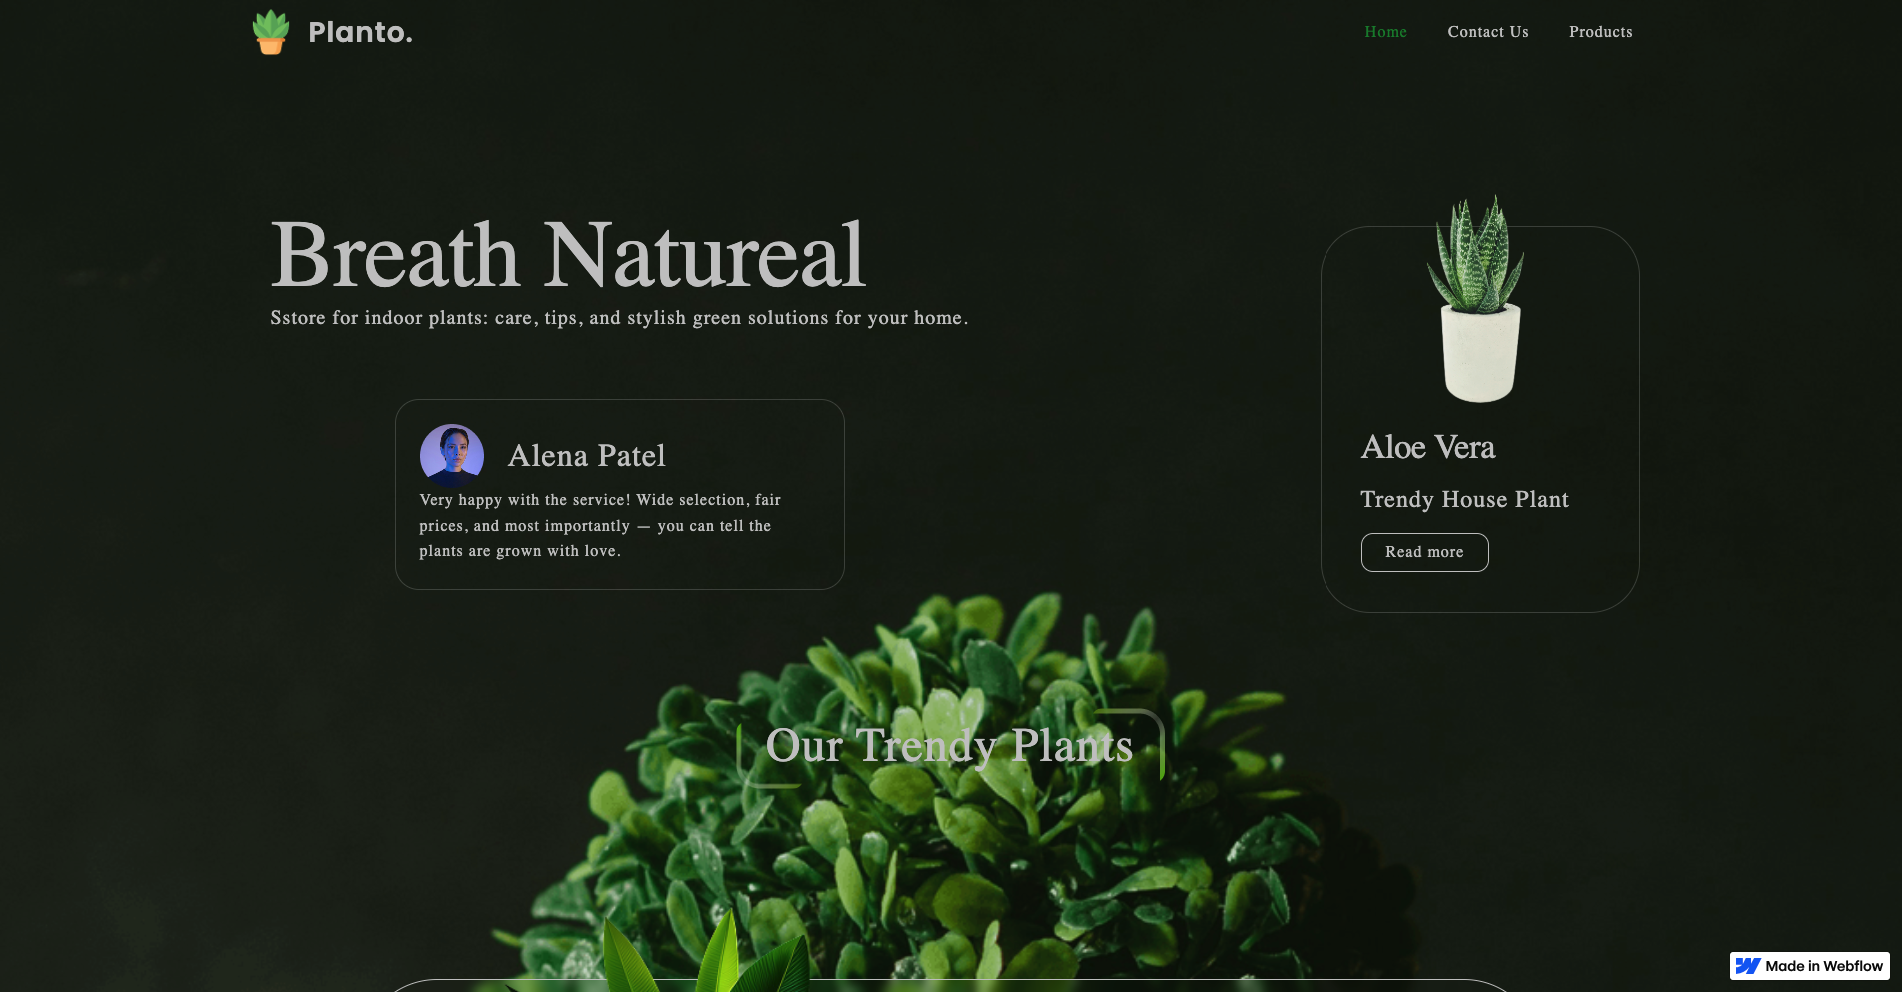 Planto.
Home
Contact Us
Products
Breath Natureal
Sstore for indoor plants: care, tips, and stylish green solutions for your home.
Alena Patel
Very happy with the service! Wide selection, fair
prices, and most importantly — you can tell the
plants are grown with love.
Aloe Vera
Trendy House Plant
Read more
Our Trendy Plants
Made in Webflow